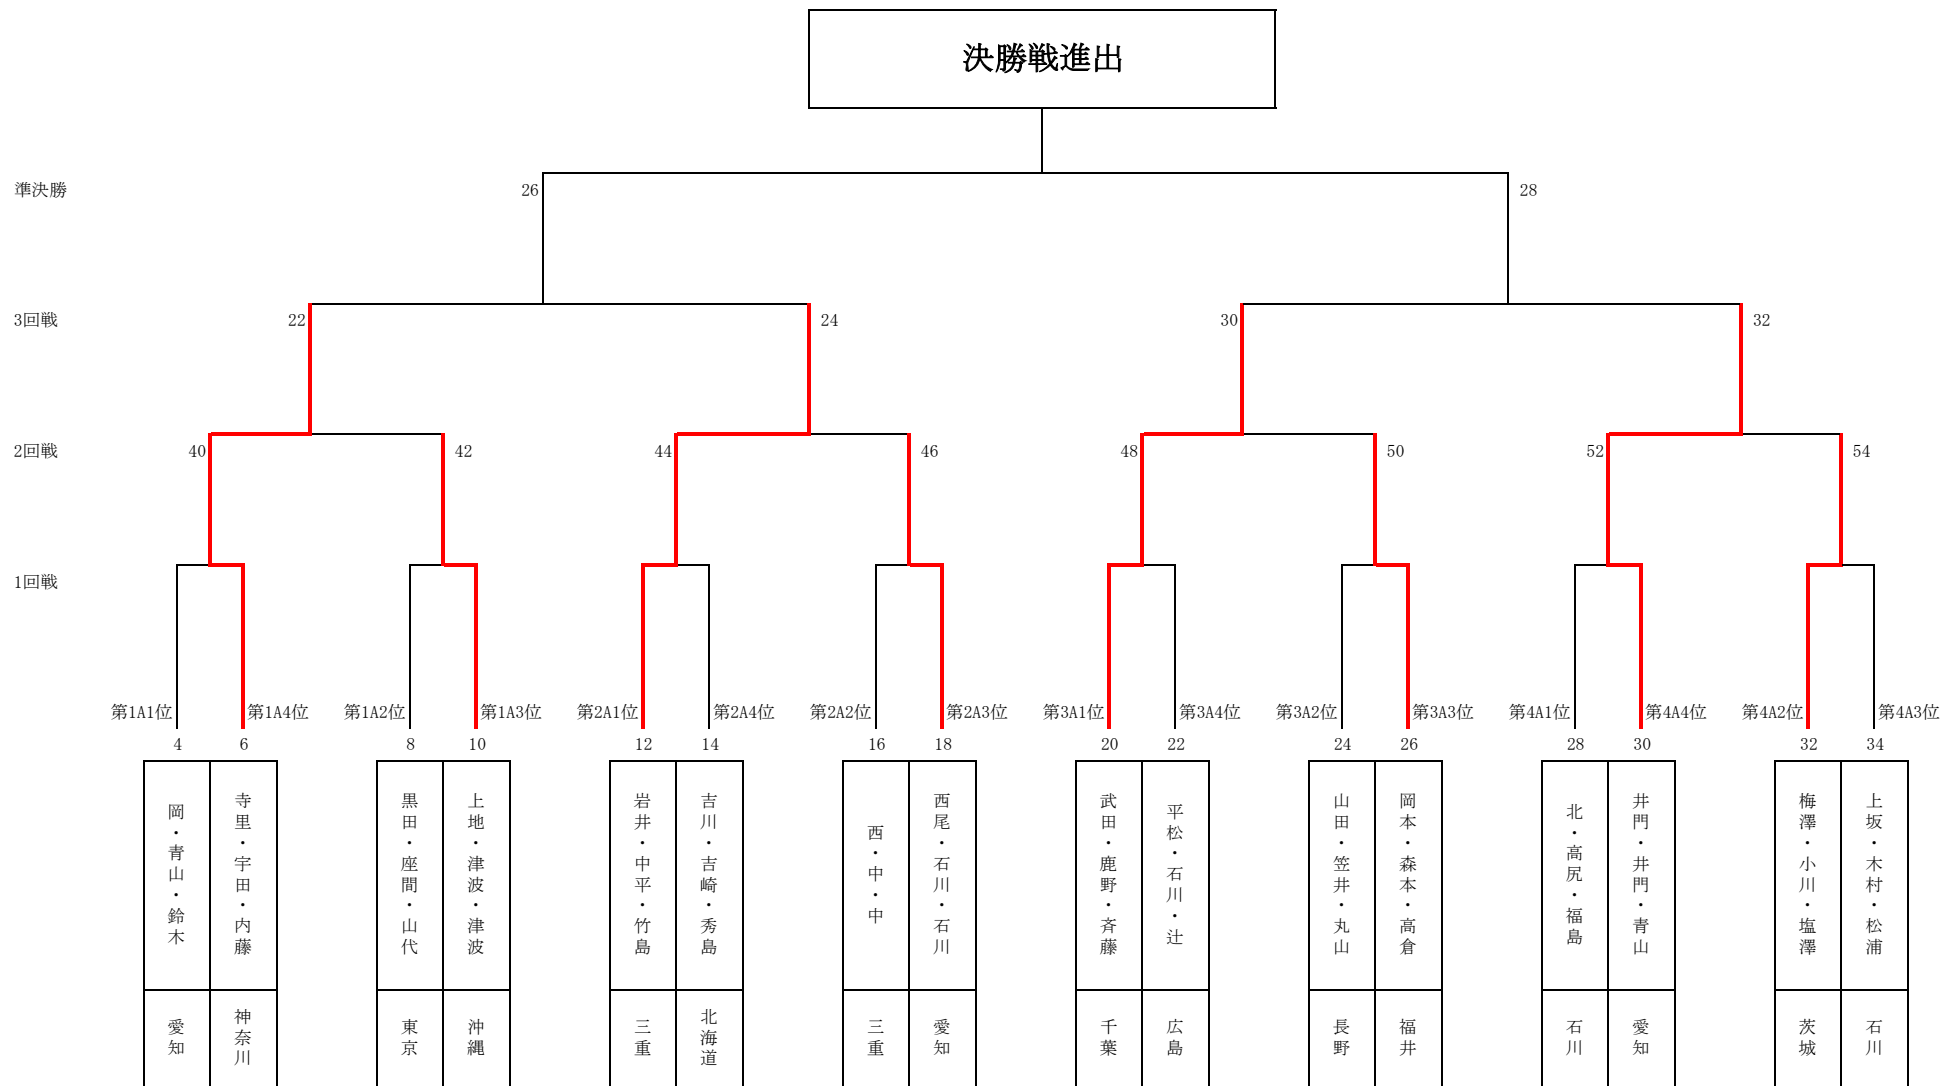 決勝戦進出
準決勝
26
28
3回戦
22
24
30
32
2回戦
40
42
44
46
48
50
52
54
1回戦
第1A1位
第1A4位
第1A2位
第1A3位
第2A1位
第2A4位
第2A2位
第2A3位
第3A1位
第3A4位
第3A2位
第3A3位
第4A1位
第4A4位
第4A2位
第4A3位
4
6
8
10
12
14
16
18
20
22
24
26
28
30
32
34
岡・青山・鈴木
寺里・宇田・内藤
黒田・座間・山代
上地・津波・津波
岩井・中平・竹島
吉川・吉崎・秀島
西・中・中
西尾・石川・石川
武田・鹿野・斉藤
平松・石川・辻
山田・笠井・丸山
岡本・森本・高倉
北・高尻・福島
井門・井門・青山
梅澤・小川・塩澤
上坂・木村・松浦
愛知
神奈川
東京
沖縄
三重
北海道
三重
愛知
千葉
広島
長野
福井
石川
愛知
茨城
石川